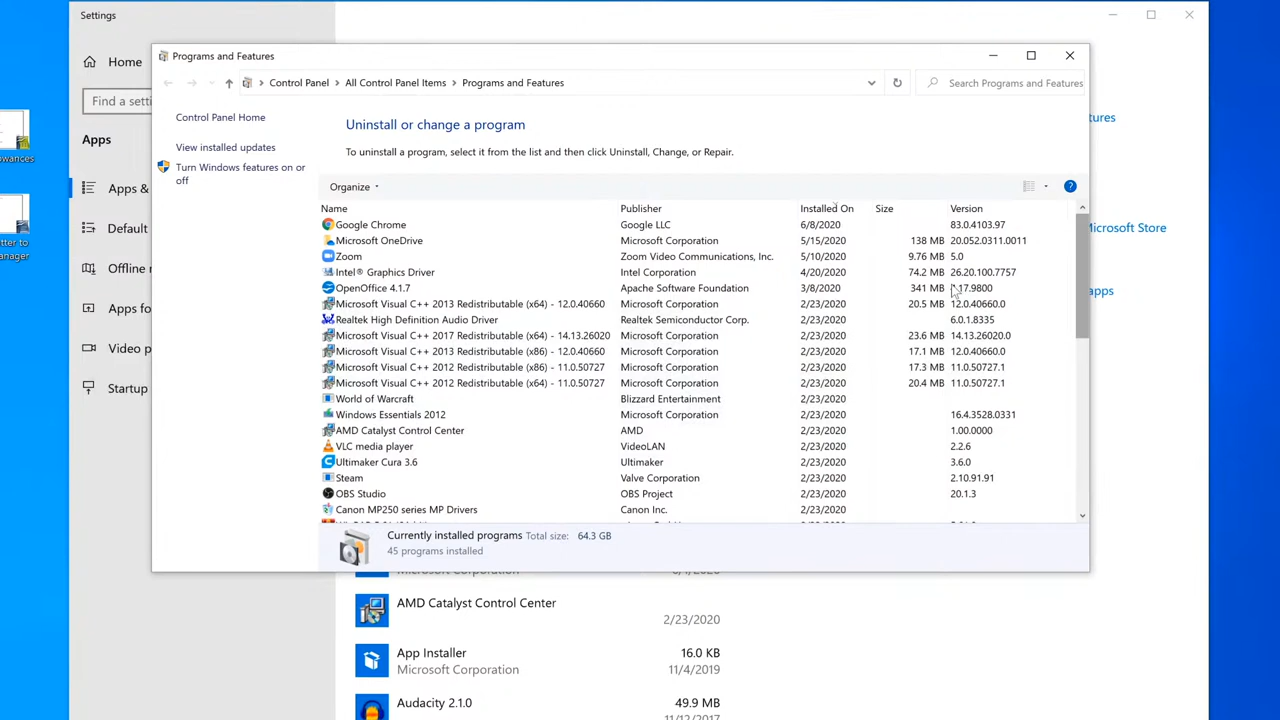 Settings
Programs and Features
Home
Control Panel
All Control Panel Items
Programs and Features
Search Programs and Features
Find a setti
Control Panel Home
Uninstall or change a program
Apps
View installed updates
To uninstall a program, select it from the list and then click Uninstall, Change, or Repair.
Turn Windows features on or
off
Apps &
Organize
Name Publisher Installed On Size Version
Google Chrome Google LLC 6/8/2020 83.0.4103.97
Microsoft OneDrive Microsoft Corporation 5/15/2020 138 MB 20.052.0311.0011
Zoom Zoom Video Communications, Inc. 5/10/2020 9.76 MB 5.0
Intel® Graphics Driver Intel Corporation 4/20/2020 74.2 MB 26.20.100.7757
OpenOffice 4.1.7 Apache Software Foundation 3/8/2020 341 MB .17.9800
Microsoft Visual C++ 2013 Redistributable (x64) - 12.0.40660 Microsoft Corporation 2/23/2020 20.5 MB 12.0.40660.0
Realtek High Definition Audio Driver Realtek Semiconductor Corp. 2/23/2020 6.0.1.8335
Microsoft Visual C++ 2017 Redistributable (x64) - 14.13.26020 Microsoft Corporation 2/23/2020 23.6 MB 14.13.26020.0
Microsoft Visual C++ 2013 Redistributable (x86) - 12.0.40660 Microsoft Corporation 2/23/2020 17.1 MB 12.0.40660.0
Microsoft Visual C++ 2012 Redistributable (x86) - 11.0.50727 Microsoft Corporation 2/23/2020 17.3 MB 11.0.50727.1
Microsoft Visual C++ 2012 Redistributable (x64) - 11.0.50727 Microsoft Corporation 2/23/2020 20.4 MB 11.0.50727.1
World of Warcraft Blizzard Entertainment 2/23/2020
Windows Essentials 2012 Microsoft Corporation 2/23/2020 16.4.3528.0331
AMD Catalyst Control Center AMD 2/23/2020 1.00.0000
VLC media player VideoLAN 2/23/2020 2.2.6
Ultimaker Cura 3.6 Ultimaker 2/23/2020 3.6.0
Steam Valve Corporation 2/23/2020 2.10.91.91
OBS Studio OBS Project 2/23/2020 20.1.3
Canon MP250 series MP Drivers Canon Inc. 2/23/2020
Currently installed programs Total size: 64.3 GB
45 programs installed
Default
Offline
Apps fo
Video p
Startup
owances
tter to
anager
tures
Microsoft Store
apps
Microsoft Corporation
AMD Catalyst Control Center
2/23/2020
App Installer 16.0 KB
Microsoft Corporation 11/4/2019
Audacity 2.1.0 49.9 MB
11/12/2017